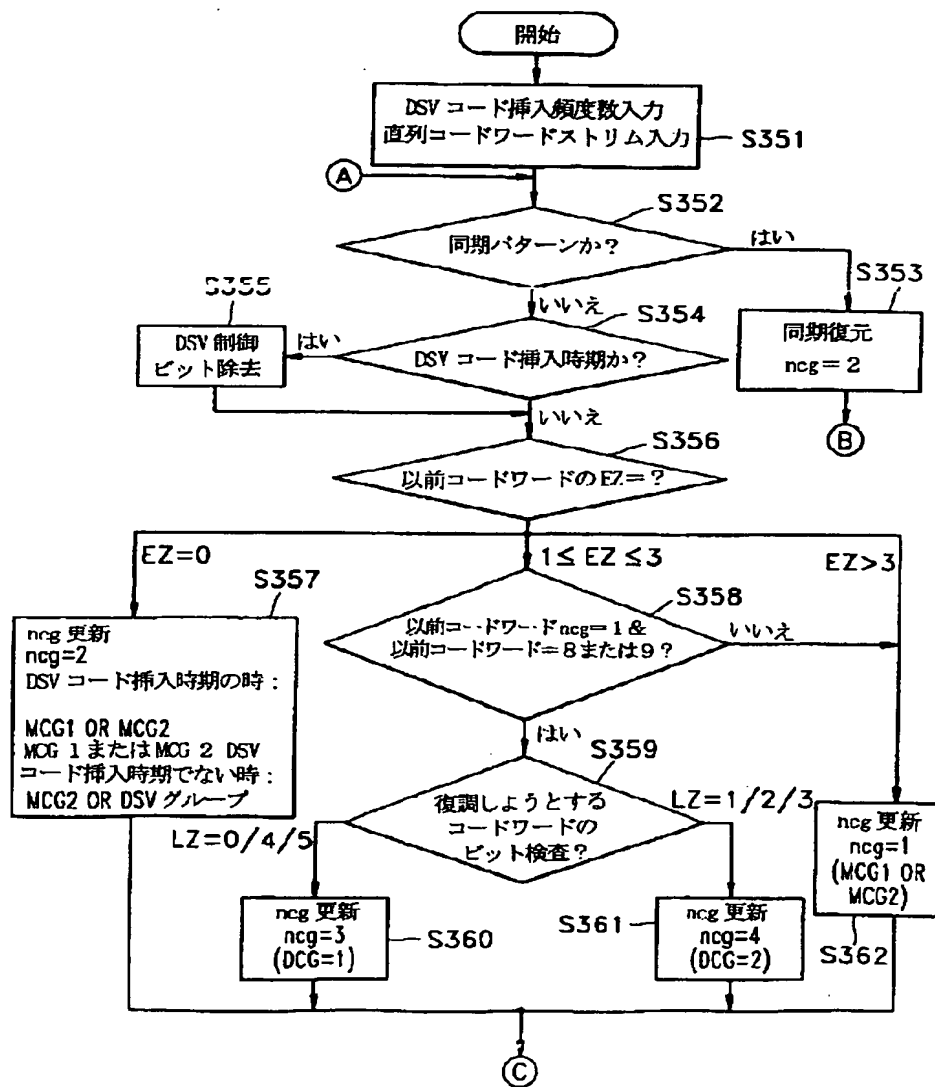 開始
DSV コード挿入頻度数入力
直列コードワードストリム入力
S351
A
S352
同期パターンか?
はい
S353
同期復元
ncg=2
B
いいえ
S354
DSV コード挿入時期か?
はい
S355
DSV 制御
ビット除去
いいえ
S356
以前コードワードのEZ=?
EZ=0
1≤EZ≤3
EZ>3
S357
ncg 更新
ncg=2
DSV コード挿入時期の時:
MCG1 OR MCG2
MCG 1またはMCG 2 DSV
コード挿入時期でない時:
MCG2 OR DSVグループ
S358
以前コードワードncg=1&
以前コードワード=8または9?
いいえ
はい
S359
復調しようとする
コードワードの
ビット検査?
LZ=0/4/5
LZ=1/2/3
ncg 更新
ncg=3
(DCG=1)
S360
S361
ncg 更新
ncg=4
(DCG=2)
ncg 更新
ncg=1
(MCG1 OR
MCG2)
S362
C